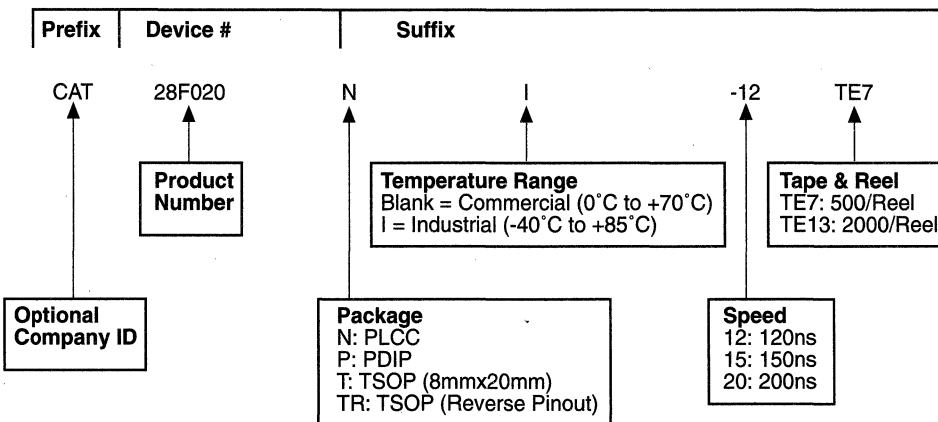 Prefix Device # Suffix
CAT 28F020 N I -12 TE7
Product
Number
Temperature Range
Blank = Commercial (0˚C to +70˚C)
I = Industrial (-40˚C to +85˚C)
Tape & Reel
TE7: 500/Reel
TE13: 2000/Reel
Optional
Company ID
Package
N: PLCC
P: PDIP
T: TSOP (8mmx20mm)
TR: TSOP (Reverse Pinout)
Speed
12: 120ns
15: 150ns
20: 200ns